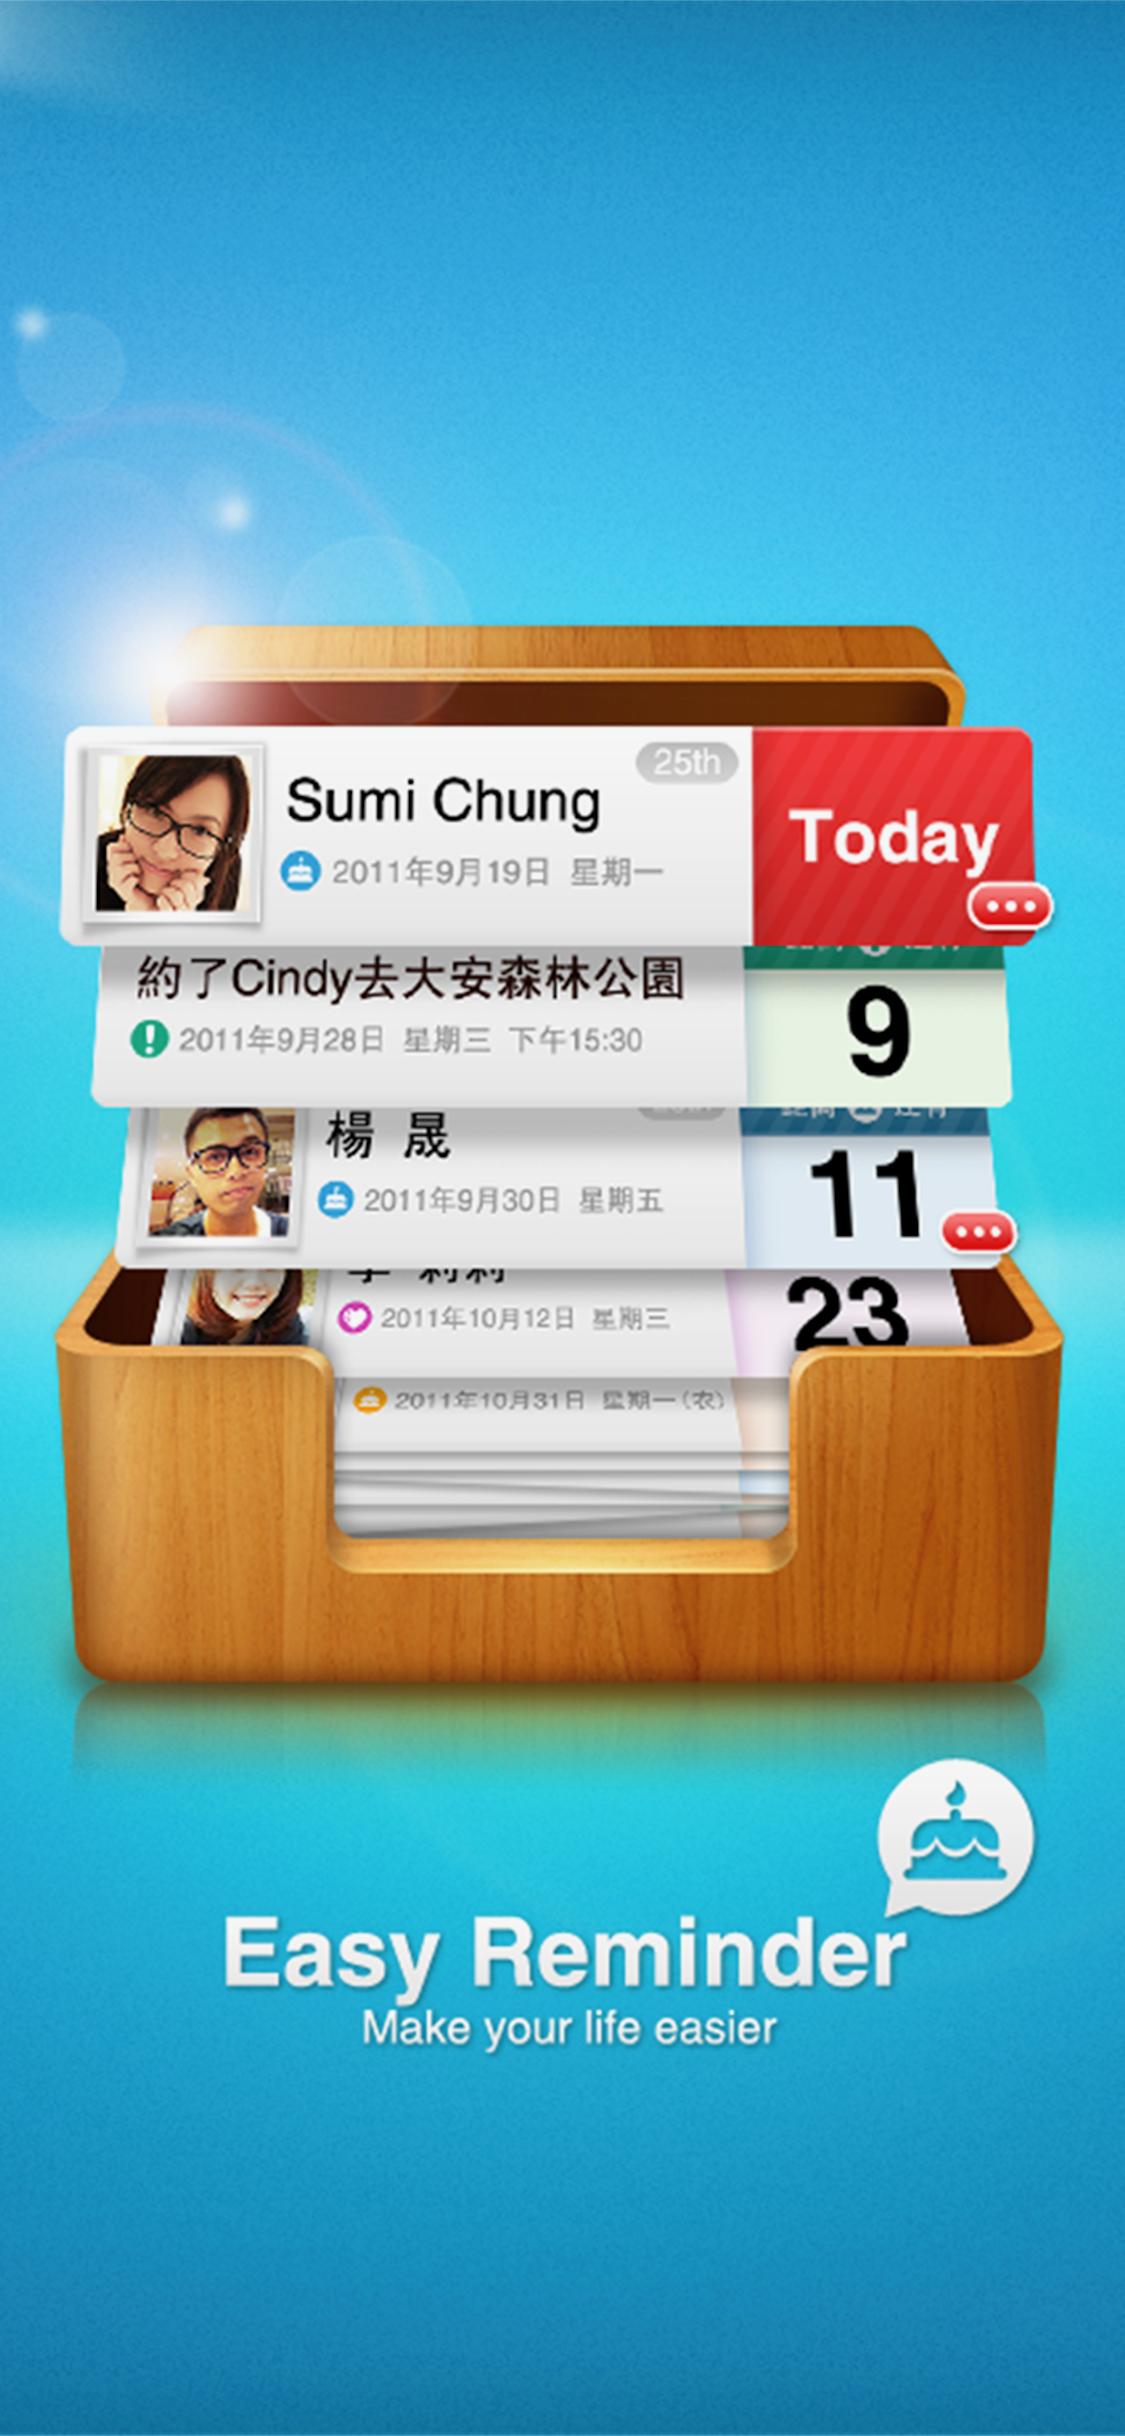 25th
Sumi Chung
2011年9月19日 星期一
Today
約了Cindy去大安森林公園
2011年9月28日 星期三 下午15:30
9
楊 晟
2011年9月30日 星期五
11
2011年10月12日 星期三
23
2011年10月31日 星期一(农)
Easy Reminder
Make your life easier